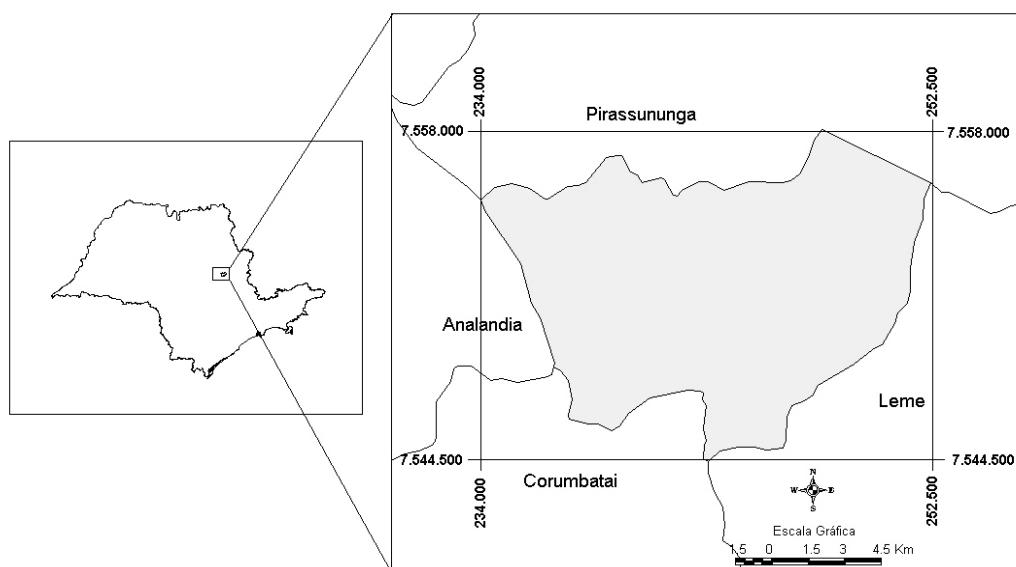 234.000
252.500
Pirassununga
7.558.000
7.558.000
Analandia
Leme
7.544.500
7.544.500
Corumbatai
234.000
252.500
N
W E
S
Escala Gráfica
1.5 0 1.5 3 4.5 Km